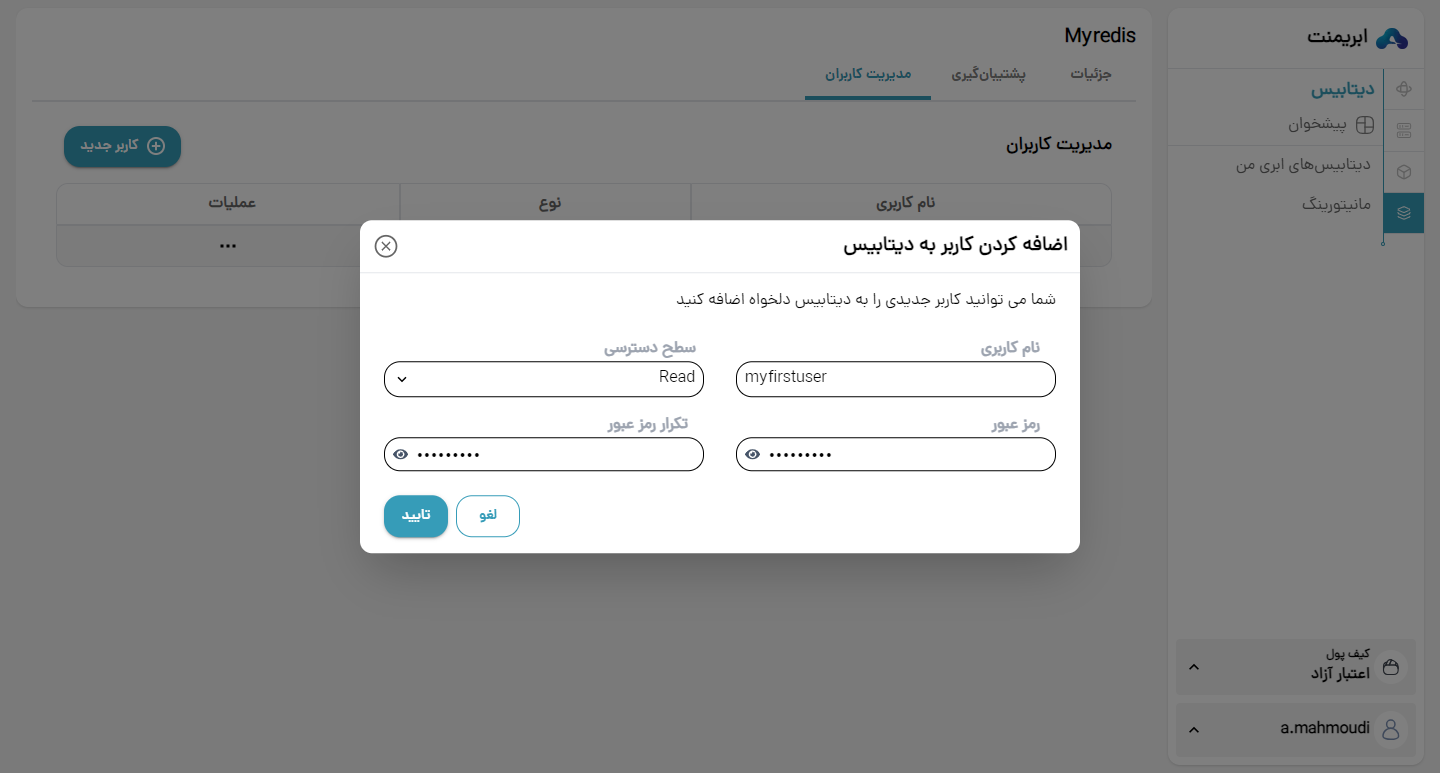 ابریمنت
دیتابیس
پیشخوان
دیتابیس‌های ابری من
مانیتورینگ
کیف پول
اعتبار آزاد
a.mahmoudi
Myredis
جزئیات
پشتیبان‌گیری
مدیریت کاربران
مدیریت کاربران
کاربر جدید
نام کاربری
نوع
عملیات
•••
اضافه کردن کاربر به دیتابیس
شما می توانید کاربر جدیدی را به دیتابیس دلخواه اضافه کنید
نام کاربری
myfirstuser
سطح دسترسی
Read
رمز عبور
•••••••••
تکرار رمز عبور
•••••••••
لغو
تایید